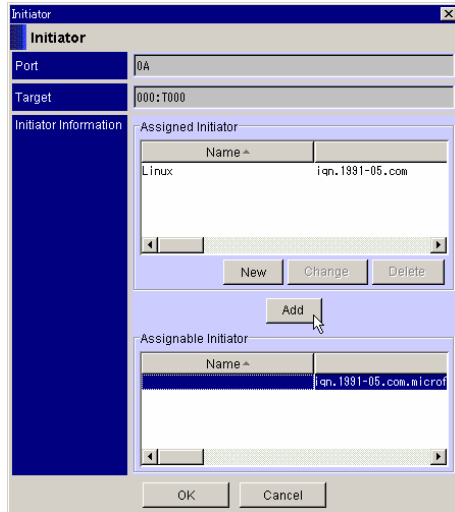 Initiator
Initiator
Port
0A
Target
000:T000
Initiator Information
Assigned Initiator
Name
Linux iqn.1991-05.com
New Change Delete
Add
Assignable Initiator
Name
iqn.1991-05.com.microf
OK Cancel